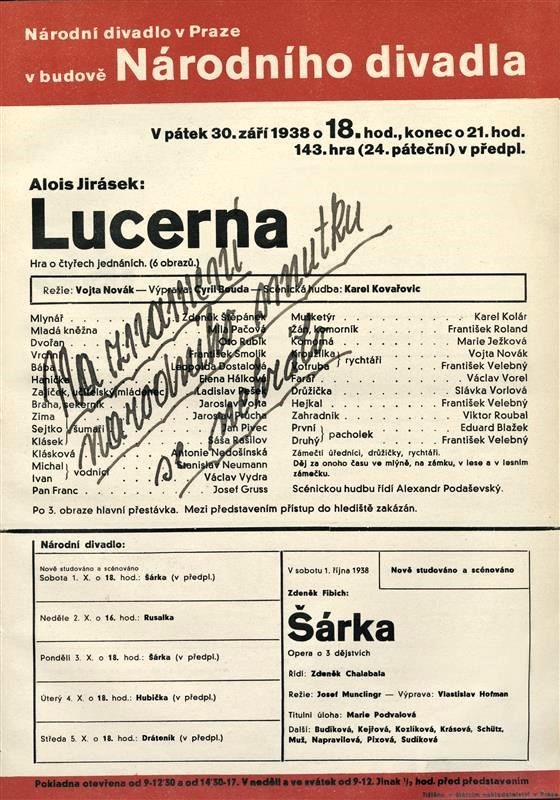 Národní divadlo v Praze
v budově Národního divadla
V pátek 30. září 1938 o 18. hod., konec o 21. hod.
143. hra (24. páteční) v předpl.
Alois Jirásek:
Lucerna
Hra o čtyřech jednáních. (6 obrazů.)
Režie: Vojta Novák — Výprava: Cyril Bouda — Scénická hudba: Karel Kovařovic
Na znamení
národního smutku
se nehrálo
Mlynář Zdeněk Štěpánek
Mladá kněžna Míla Pačová
Dvořan Oto Rubík
Vrchní František Smolík
Bába Leopolda Dostalová
Hanička Elena Hálková
Zajíček, učitelský mládenec Ladislav Pešek
Braha, sekerník Jaroslav Vojta
Zima Jaroslav Průcha
Sejtko šumaři Jan Pivec
Klásek Saša Rašilov
Klásková Antonie Nedošinská
Michal vodníci Stanislav Neumann
Ivan Václav Vydra
Pan Franc Josef Gruss
Mušketýr Karel Kolár
Pán, komorník František Roland
Komorná Marie Ježková
Kroužilka rychtáři Vojta Novák
Votruba František Velebný
Farář Václav Vorel
Družička Slávka Vorlová
Hejkal František Velebný
Zahradník Viktor Roubal
První pacholek Eduard Blažek
Druhý František Velebný
Zámečtí úředníci, družičky, rychtáři.
Děj za onoho času ve mlýně, na zámku, v lese a v lesním
zámečku.
Scénickou hudbu řídí Alexandr Podaševský.
Po 3. obraze hlavní přestávka. Mezi představením přístup do hlediště zakázán.
Národní divadlo:
Nově studováno a scénováno
Sobota 1. X. o 18. hod.: Šárka (v předpl.)
Neděle 2. X. o 16. hod.: Rusalka
Pondělí 3. X. o 18. hod.: Šárka (v předpl.)
Úterý 4. X. o 18. hod.: Hubička (v předpl.)
Středa 5. X. o 18. hod.: Dráteník (v předpl.)
V sobotu 1. října 1938
Nově studováno a scénováno
Zdeněk Fibich:
Šárka
Opera o 3 dějstvích
Řídí: Zdeněk Chalabala
Režie: Josef Munclingr — Výprava: Vlastislav Hofman
Titulní úloha: Marie Podvalová
Další: Budíková, Kejřová, Kozlíková, Krásová, Schütz,
Muž, Napravilová, Pixová, Sudíková
Pokladna otevřena od 9-12'30 a od 14'30-17. V neděli a ve svátek od 9-12. Jinak ½ hod. před představením
Tištěno v Státním nakladatelství v Praze